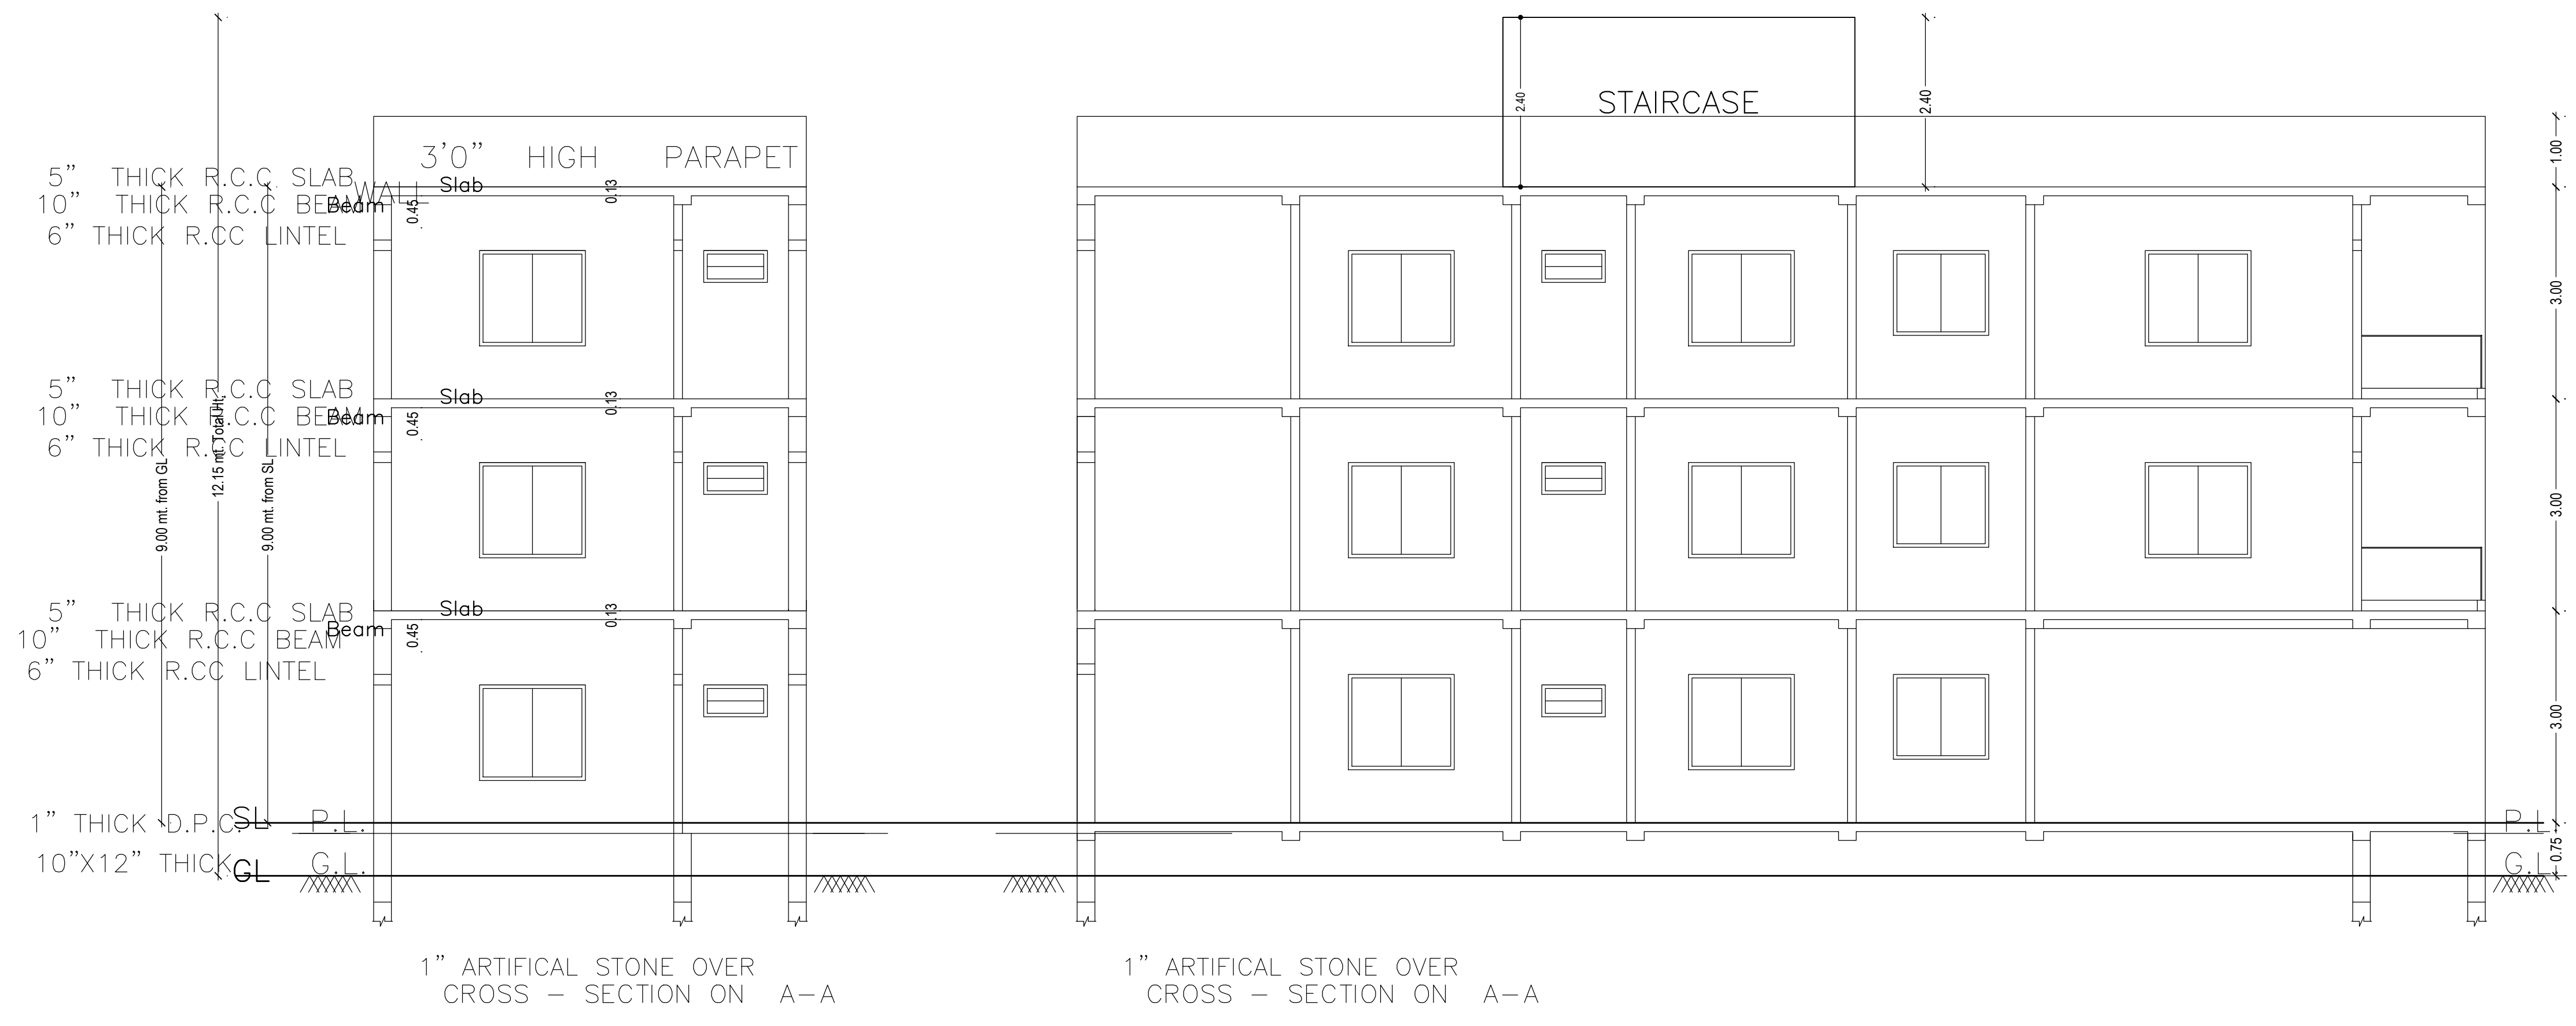 STAIRCASE
2.40
2.40
1.00
3'0" HIGH PARAPET
WALL
5" THICK R.C.C SLAB
Slab
0.13
10" THICK R.C.C BEAM
Beam
0.45
6" THICK R.CC LINTEL
3.00
5" THICK R.C.C SLAB
Slab
0.13
10" THICK R.C.C BEAM
Beam
0.45
6" THICK R.CC LINTEL
9.00 mt. from GL
12.15 mt. Total Ht.
9.00 mt. from SL
3.00
5" THICK R.C.C SLAB
Slab
0.13
10" THICK R.C.C BEAM
Beam
0.45
6" THICK R.CC LINTEL
3.00
1" THICK D.P.C.
SL
P.L.
P.L
0.75
10"X12" THICK
GL
G.L.
G.L
1" ARTIFICAL STONE OVER
CROSS - SECTION ON A-A
1" ARTIFICAL STONE OVER
CROSS - SECTION ON A-A